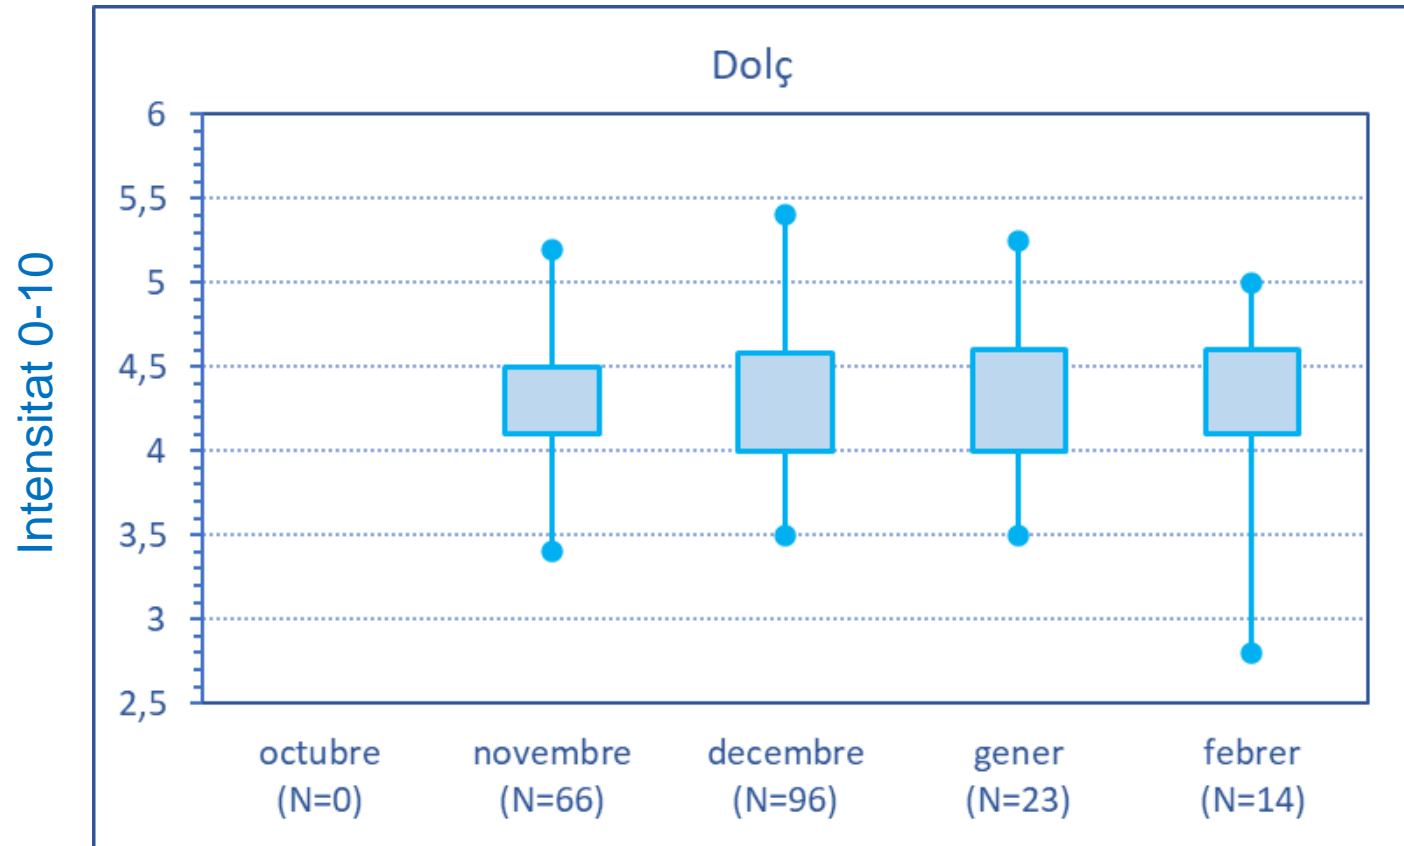 Dolç
Intensitat 0-10
6
5,5
5
4,5
4
3,5
3
2,5
octubre novembre decembre gener febrer
(N=0) (N=66) (N=96) (N=23) (N=14)